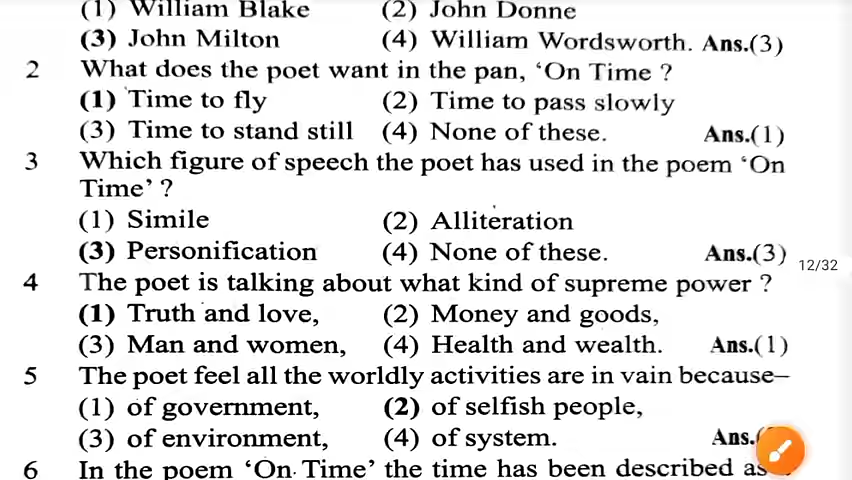 (1) William Blake (2) John Donne
(3) John Milton (4) William Wordsworth. Ans.(3)
2 What does the poet want in the pan, ‘On Time ?
(1) Time to fly (2) Time to pass slowly
(3) Time to stand still (4) None of these. Ans.(1)
3 Which figure of speech the poet has used in the poem ‘On
Time’ ?
(1) Simile (2) Alliteration
(3) Personification (4) None of these. Ans.(3)
12/32
4 The poet is talking about what kind of supreme power ?
(1) Truth and love, (2) Money and goods,
(3) Man and women, (4) Health and wealth. Ans.(1)
5 The poet feel all the worldly activities are in vain because–
(1) of government, (2) of selfish people,
(3) of environment, (4) of system. Ans.
6 In the poem ‘On Time’ the time has been described as